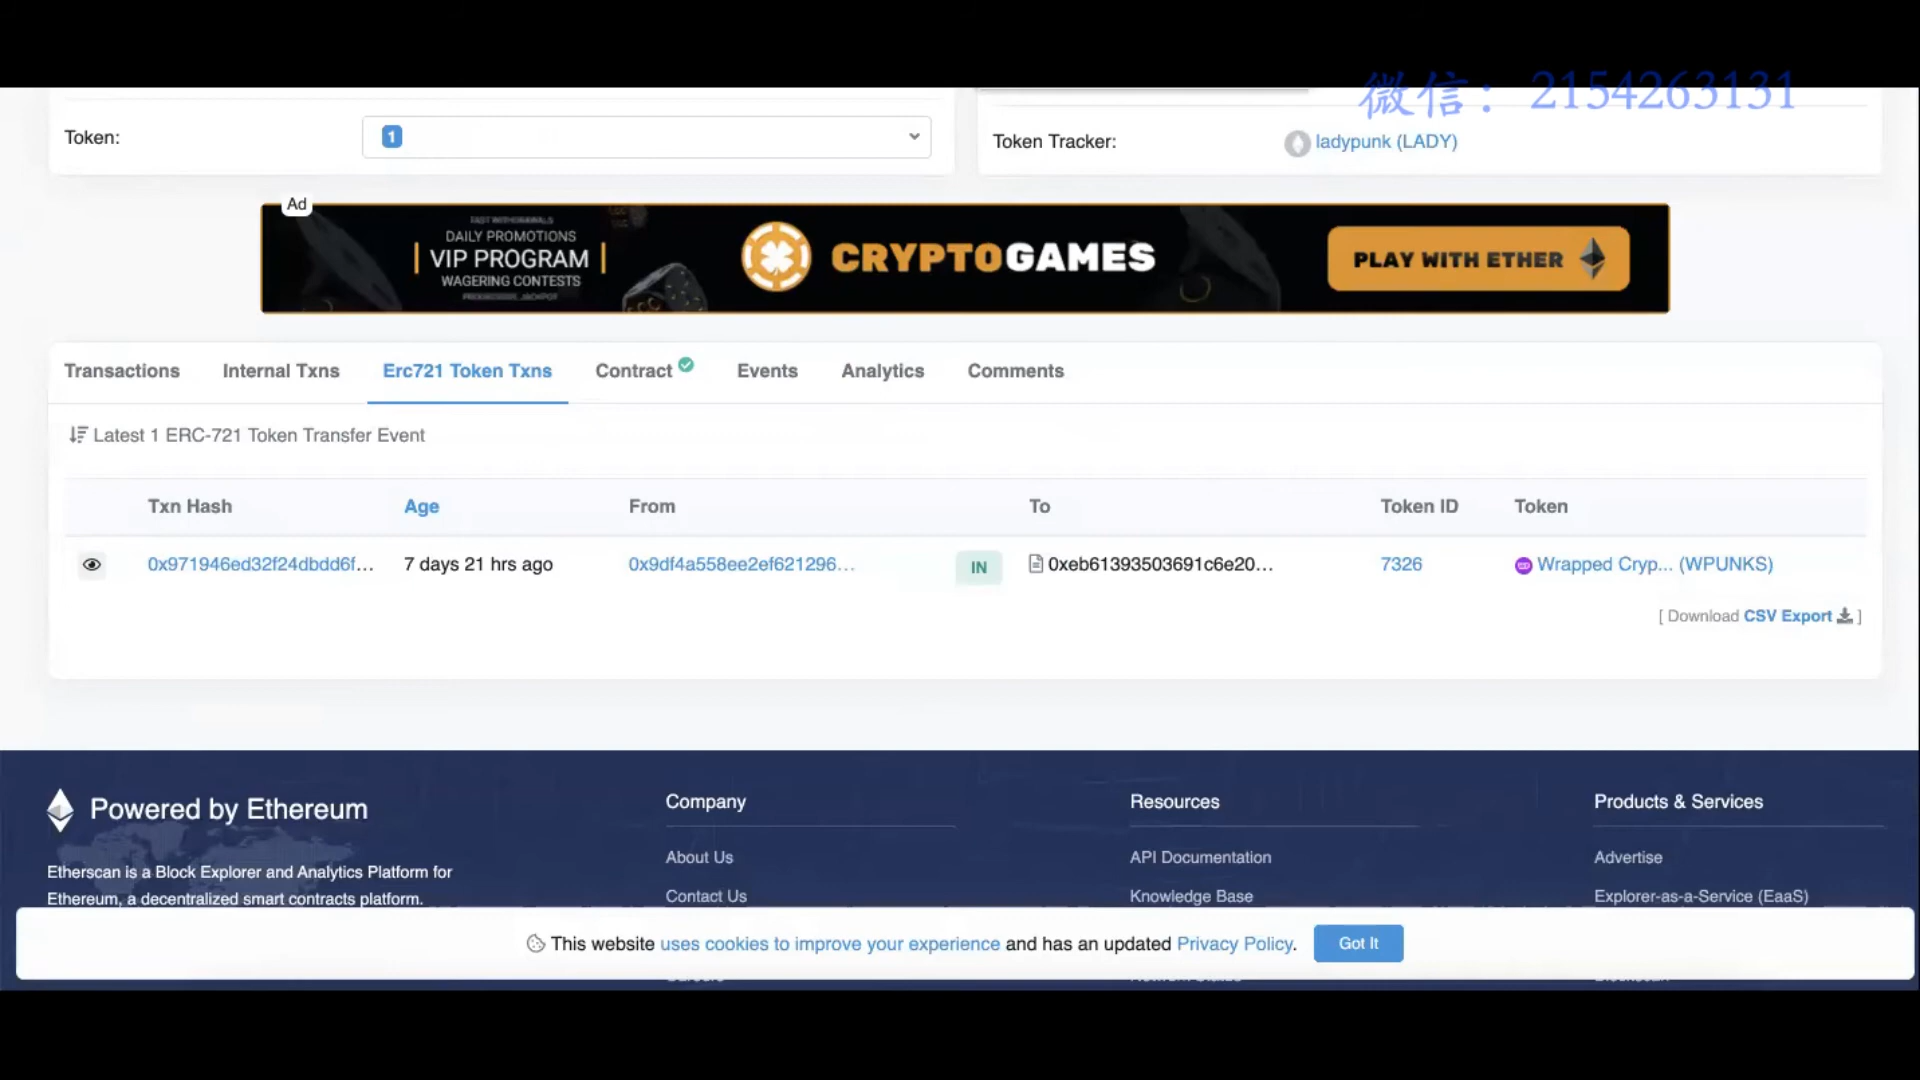 微信：2154263131
Token:
1
Token Tracker:
ladypunk (LADY)
Ad
FAST WITHDRAWALS
DAILY PROMOTIONS
VIP PROGRAM
WAGERING CONTESTS
PROGRESSIVE JACKPOT
CRYPTOGAMES
PLAY WITH ETHER
Transactions Internal Txns Erc721 Token Txns Contract Events Analytics Comments
Latest 1 ERC-721 Token Transfer Event
Txn Hash Age From To Token ID Token
0x971946ed32f24dbdd6f... 7 days 21 hrs ago 0x9df4a558ee2ef621296... IN 0xeb61393503691c6e20... 7326 Wrapped Cryp... (WPUNKS)
[ Download CSV Export ]
Powered by Ethereum
Etherscan is a Block Explorer and Analytics Platform for
Ethereum, a decentralized smart contracts platform.
Company
About Us
Contact Us
Resources
API Documentation
Knowledge Base
Products & Services
Advertise
Explorer-as-a-Service (EaaS)
This website uses cookies to improve your experience and has an updated Privacy Policy. Got It